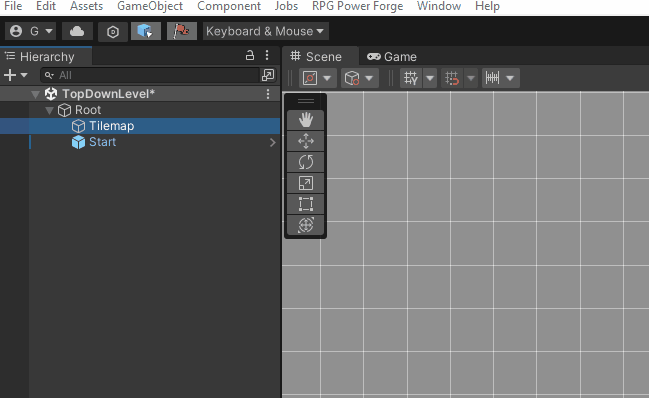 File Edit Assets GameObject Component Jobs RPG Power Forge Window Help
G Keyboard & Mouse
Hierarchy Scene Game
All
TopDownLevel*
Root
Tilemap
Start